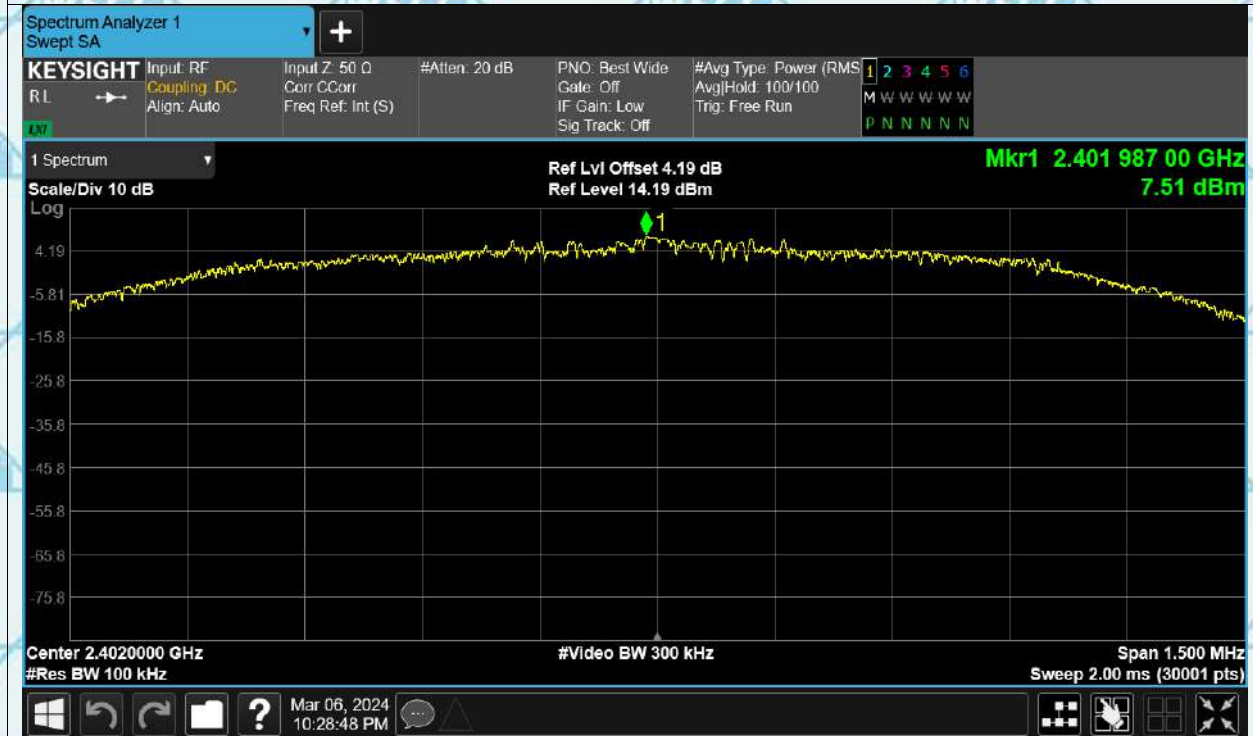 Spectrum Analyzer 1
Swept SA
+
KEYSIGHT
RL
LXI
Input: RF
Coupling: DC
Align: Auto
Input Z: 50 Ω
Corr CCorr
Freq Ref: Int (S)
#Atten: 20 dB
PNO: Best Wide
Gate: Off
IF Gain: Low
Sig Track: Off
#Avg Type: Power (RMS
Avg|Hold: 100/100
Trig: Free Run
1 2 3 4 5 6
M W W W W W
P N N N N N
1 Spectrum
Scale/Div 10 dB
Log
Ref Lvl Offset 4.19 dB
Ref Level 14.19 dBm
Mkr1 2.401 987 00 GHz
7.51 dBm
1
4.19
-5.81
-15.8
-25.8
-35.8
-45.8
-55.8
-65.8
-75.8
Center 2.4020000 GHz
#Res BW 100 kHz
#Video BW 300 kHz
Span 1.500 MHz
Sweep 2.00 ms (30001 pts)
?
Mar 06, 2024
10:28:48 PM